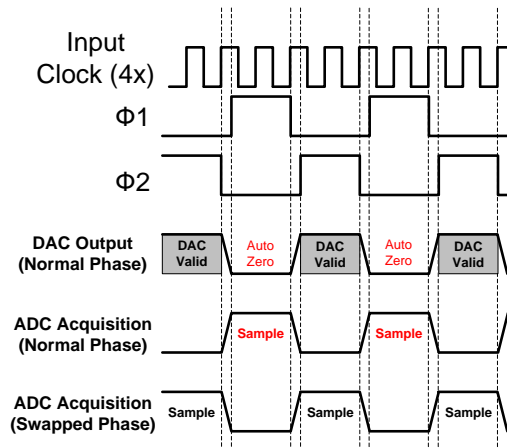 Input
Clock (4x)
Φ1
Φ2
DAC Output
(Normal Phase)
DAC
Valid
Auto
Zero
DAC
Valid
Auto
Zero
DAC
Valid
ADC Acquisition
(Normal Phase)
Sample
Sample
ADC Acquisition
(Swapped Phase)
Sample
Sample
Sample